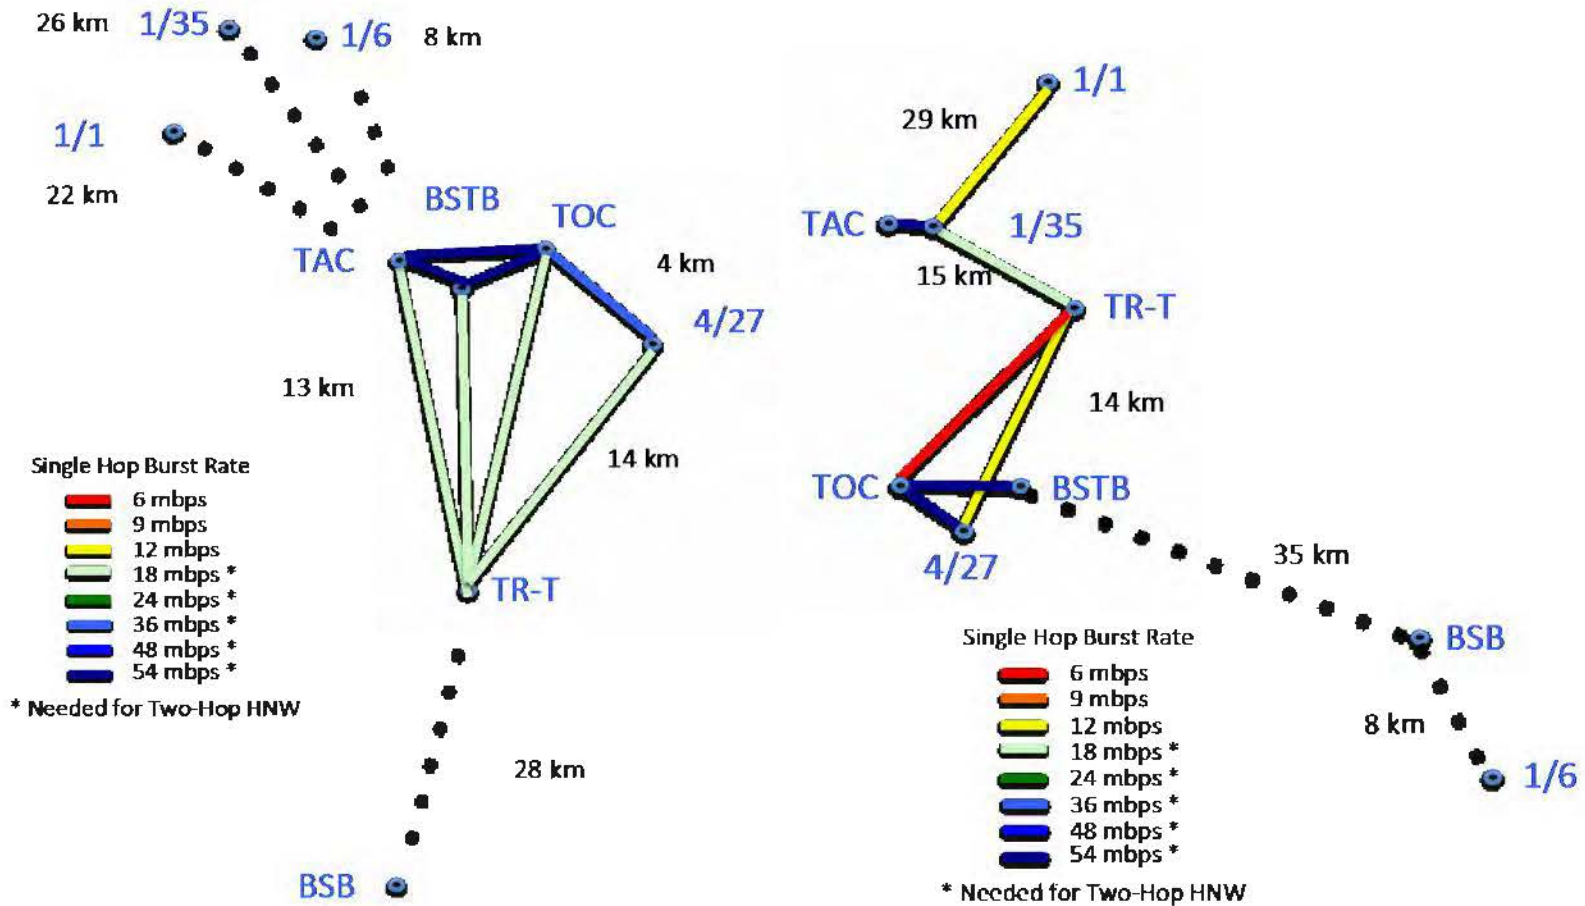 26 km
1/35
1/6
8 km
1/1
22 km
BSTB
TOC
TAC
4 km
4/27
13 km
14 km
TR-T
28 km
BSB
Single Hop Burst Rate
6 mbps
9 mbps
12 mbps
18 mbps *
24 mbps *
36 mbps *
48 mbps *
54 mbps *
* Needed for Two-Hop HNW
1/1
29 km
TAC
1/35
15 km
TR-T
14 km
TOC
BSTB
4/27
35 km
BSB
8 km
1/6
Single Hop Burst Rate
6 mbps
9 mbps
12 mbps
18 mbps *
24 mbps *
36 mbps *
48 mbps *
54 mbps *
* Needed for Two-Hop HNW